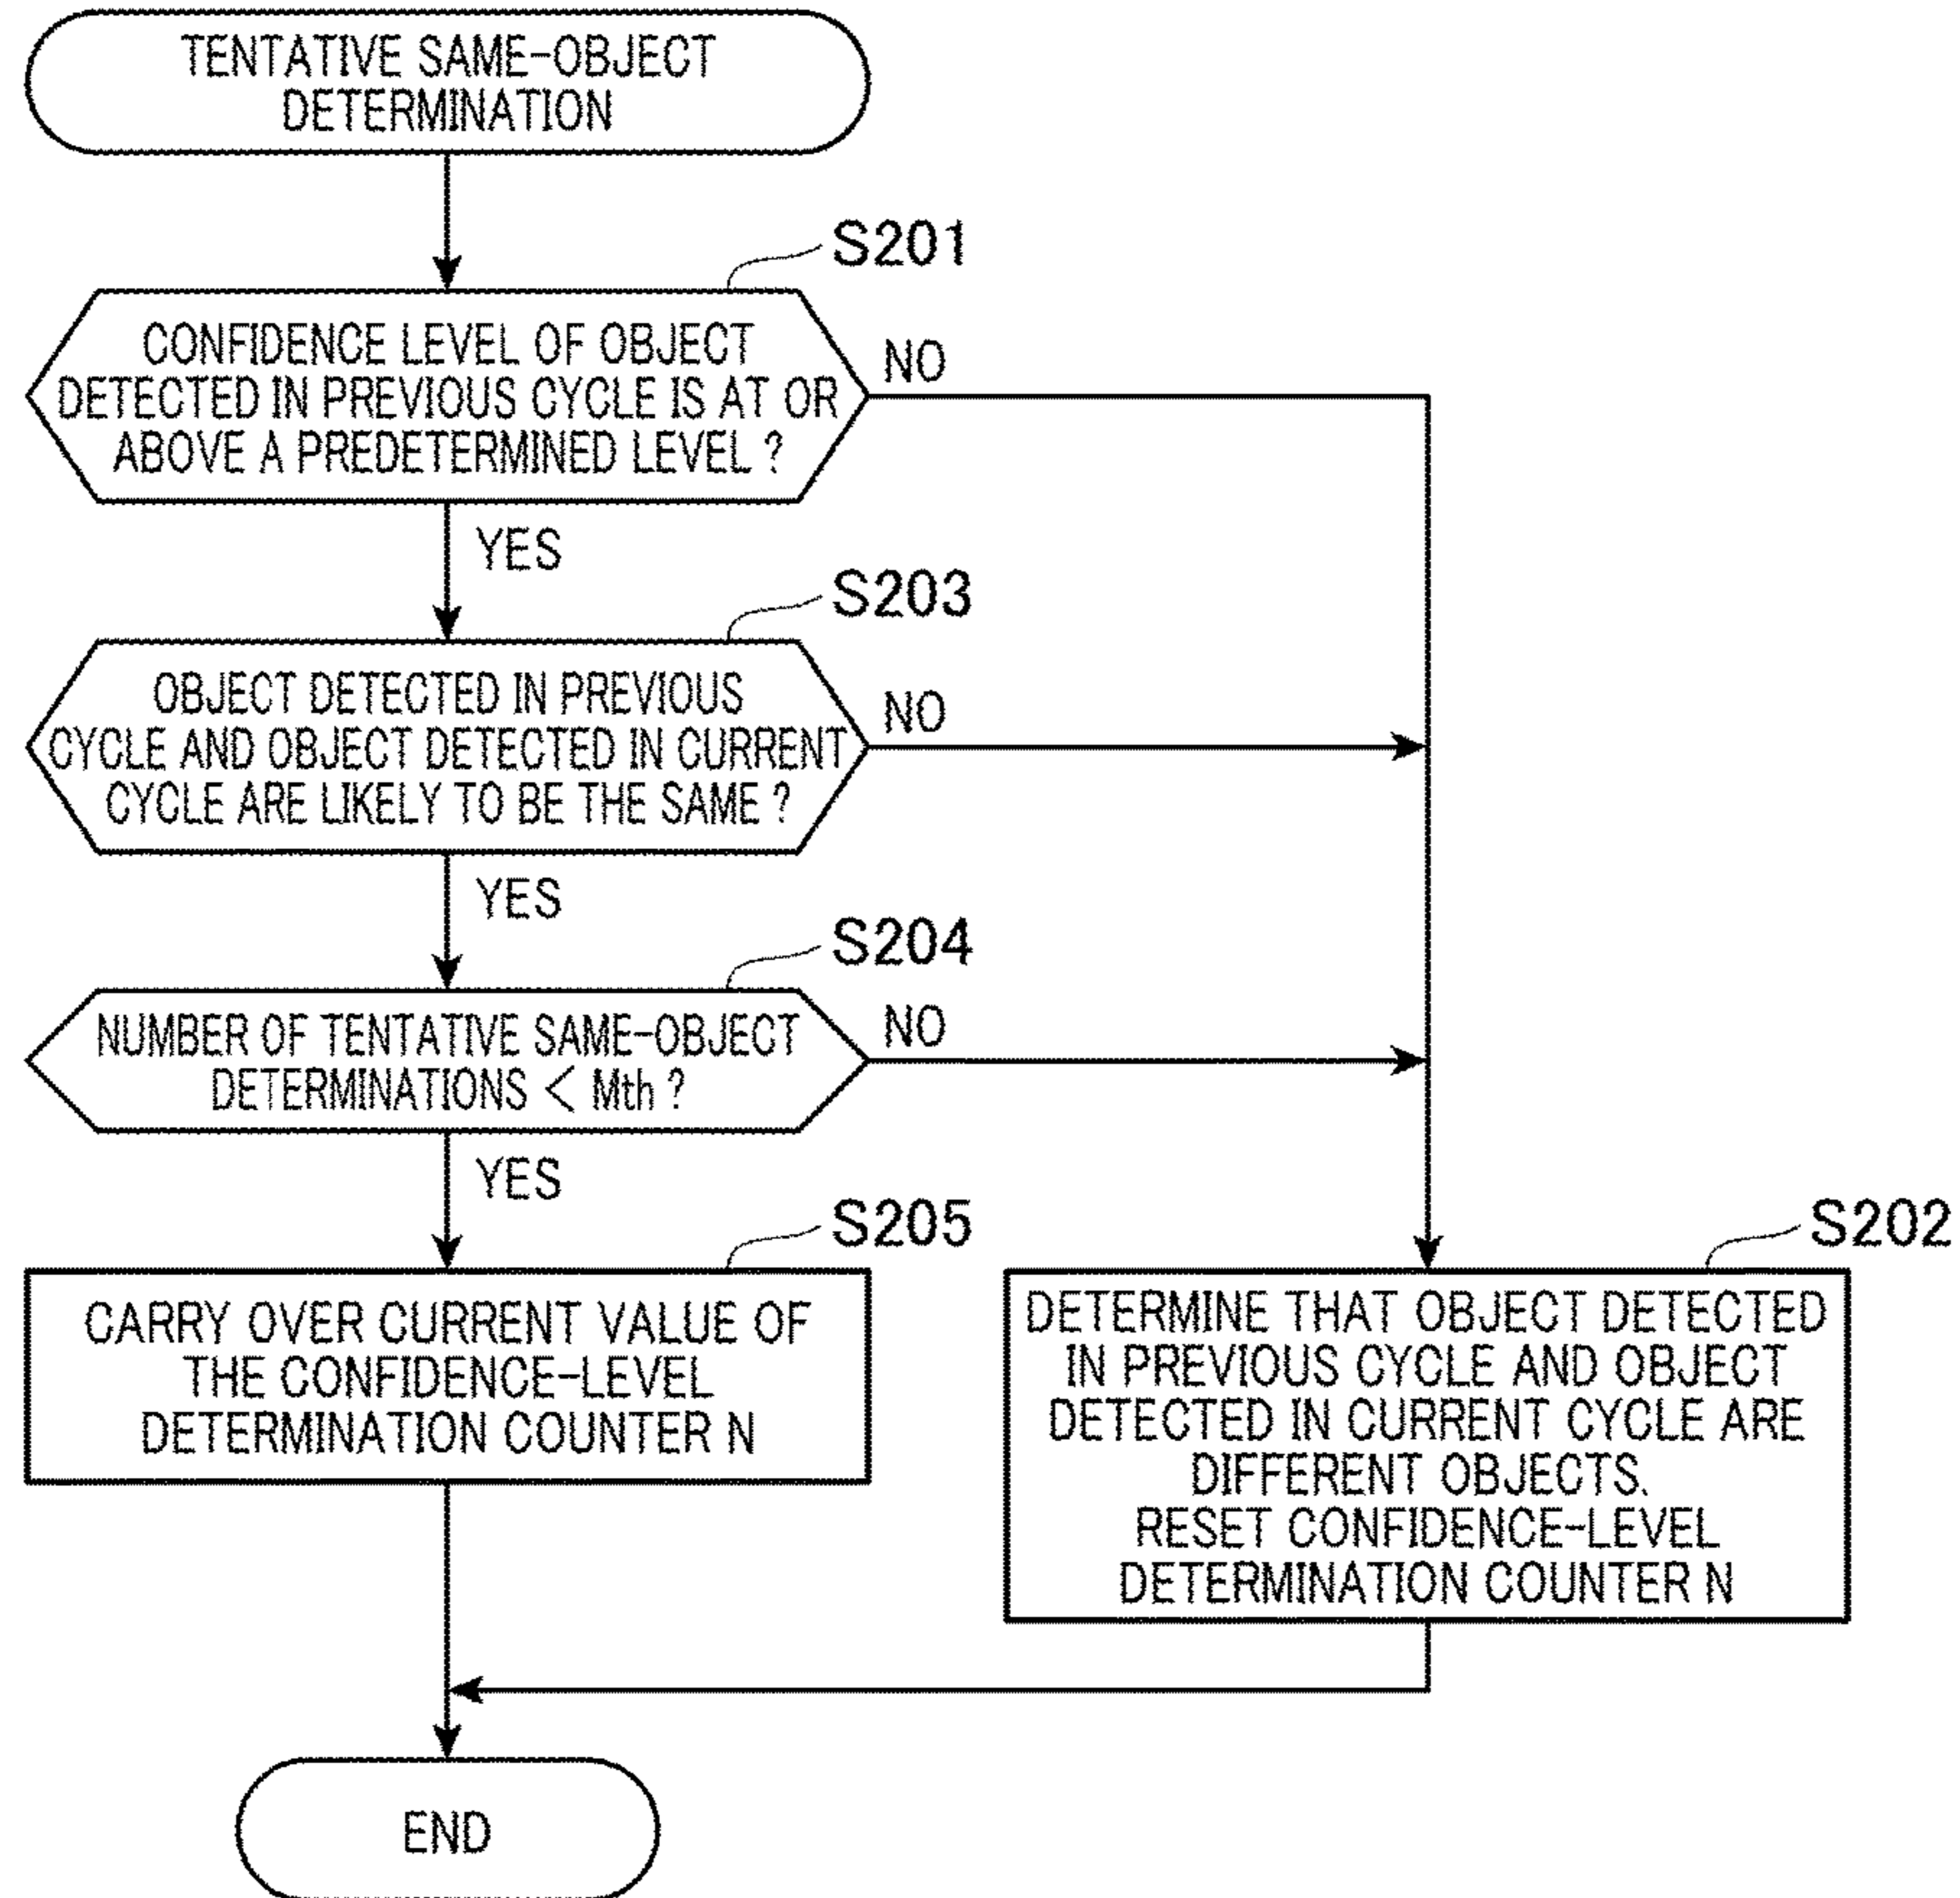 TENTATIVE SAME-OBJECT
DETERMINATION
S201
CONFIDENCE LEVEL OF OBJECT
DETECTED IN PREVIOUS CYCLE IS AT OR
ABOVE A PREDETERMINED LEVEL ?
NO
YES
S203
OBJECT DETECTED IN PREVIOUS
CYCLE AND OBJECT DETECTED IN CURRENT
CYCLE ARE LIKELY TO BE THE SAME ?
NO
YES
S204
NUMBER OF TENTATIVE SAME-OBJECT
DETERMINATIONS < Mth ?
NO
YES
S205
CARRY OVER CURRENT VALUE OF
THE CONFIDENCE-LEVEL
DETERMINATION COUNTER N
S202
DETERMINE THAT OBJECT DETECTED
IN PREVIOUS CYCLE AND OBJECT
DETECTED IN CURRENT CYCLE ARE
DIFFERENT OBJECTS.
RESET CONFIDENCE-LEVEL
DETERMINATION COUNTER N
END